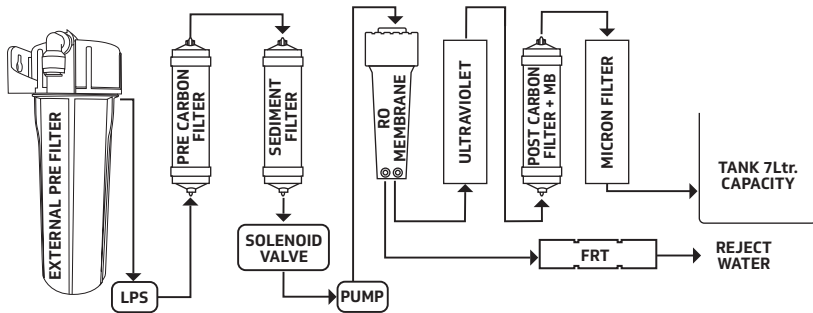 EXTERNAL PRE FILTER
LPS
PRE CARBON
FILTER
SEDIMENT
FILTER
SOLENOID
VALVE
PUMP
RO
MEMBRANE
ULTRAVIOLET
POST CARBON
FILTER + MB
MICRON FILTER
TANK 7Ltr.
CAPACITY
FRT
REJECT
WATER